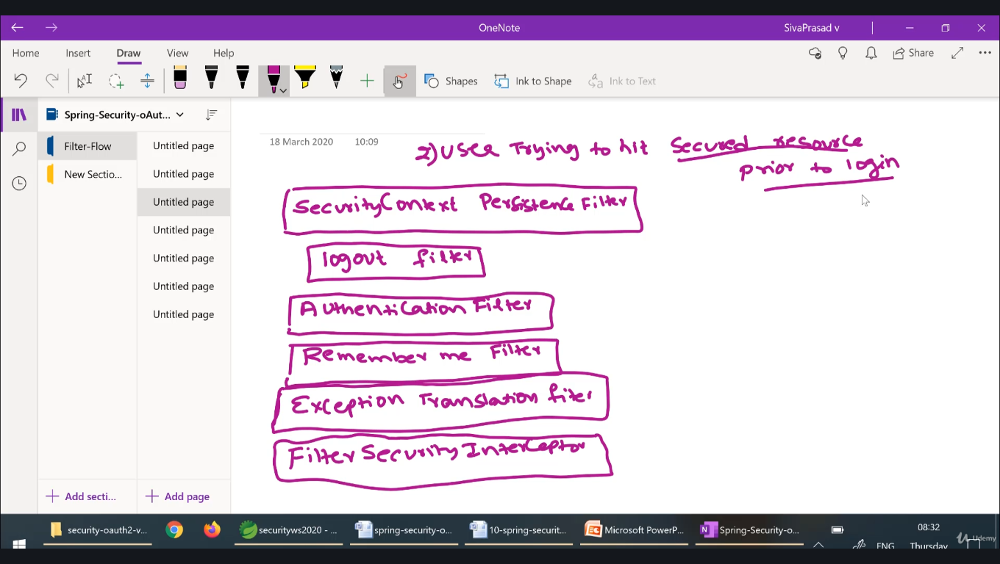 OneNote
SivaPrasad v
Home Insert Draw View Help
Share
Shapes
Ink to Shape
Ink to Text
Spring-Security-oAut...
Filter-Flow
New Sectio...
Untitled page
Untitled page
Untitled page
Untitled page
Untitled page
Untitled page
Untitled page
Add secti...
Add page
18 March 2020 10:09
2) User Trying to hit secured resource
prior to login
SecurityContext Persistence Filter
logout filter
Authentication Filter
Remember me Filter
Exception Translation fiter
FilterSecurityInterceptor
security-oauth2-v...
securityws2020 - ...
spring-security-o...
10-spring-securit...
Microsoft PowerP...
Spring-Security-o...
ENG
08:32
Thursday
Udemy